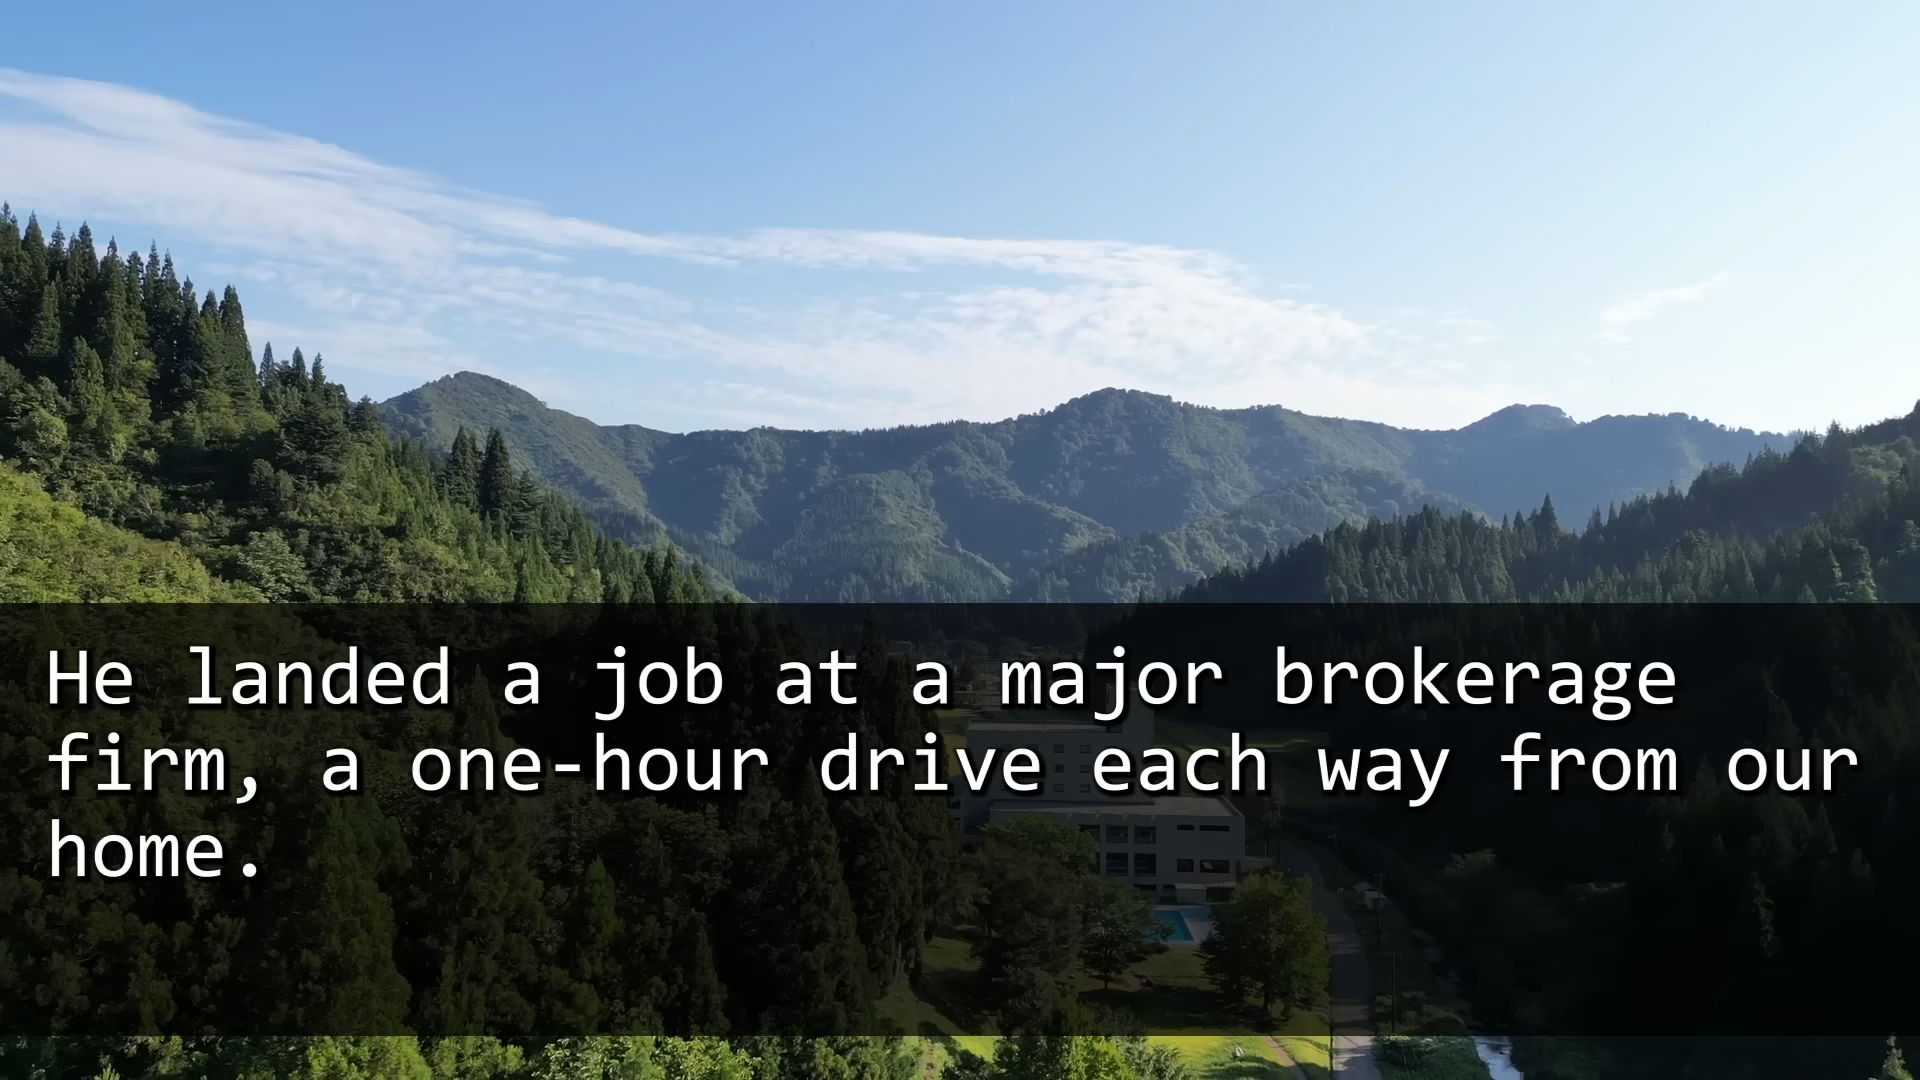 He landed a job at a major brokerage
firm, a one-hour drive each way from our
home.